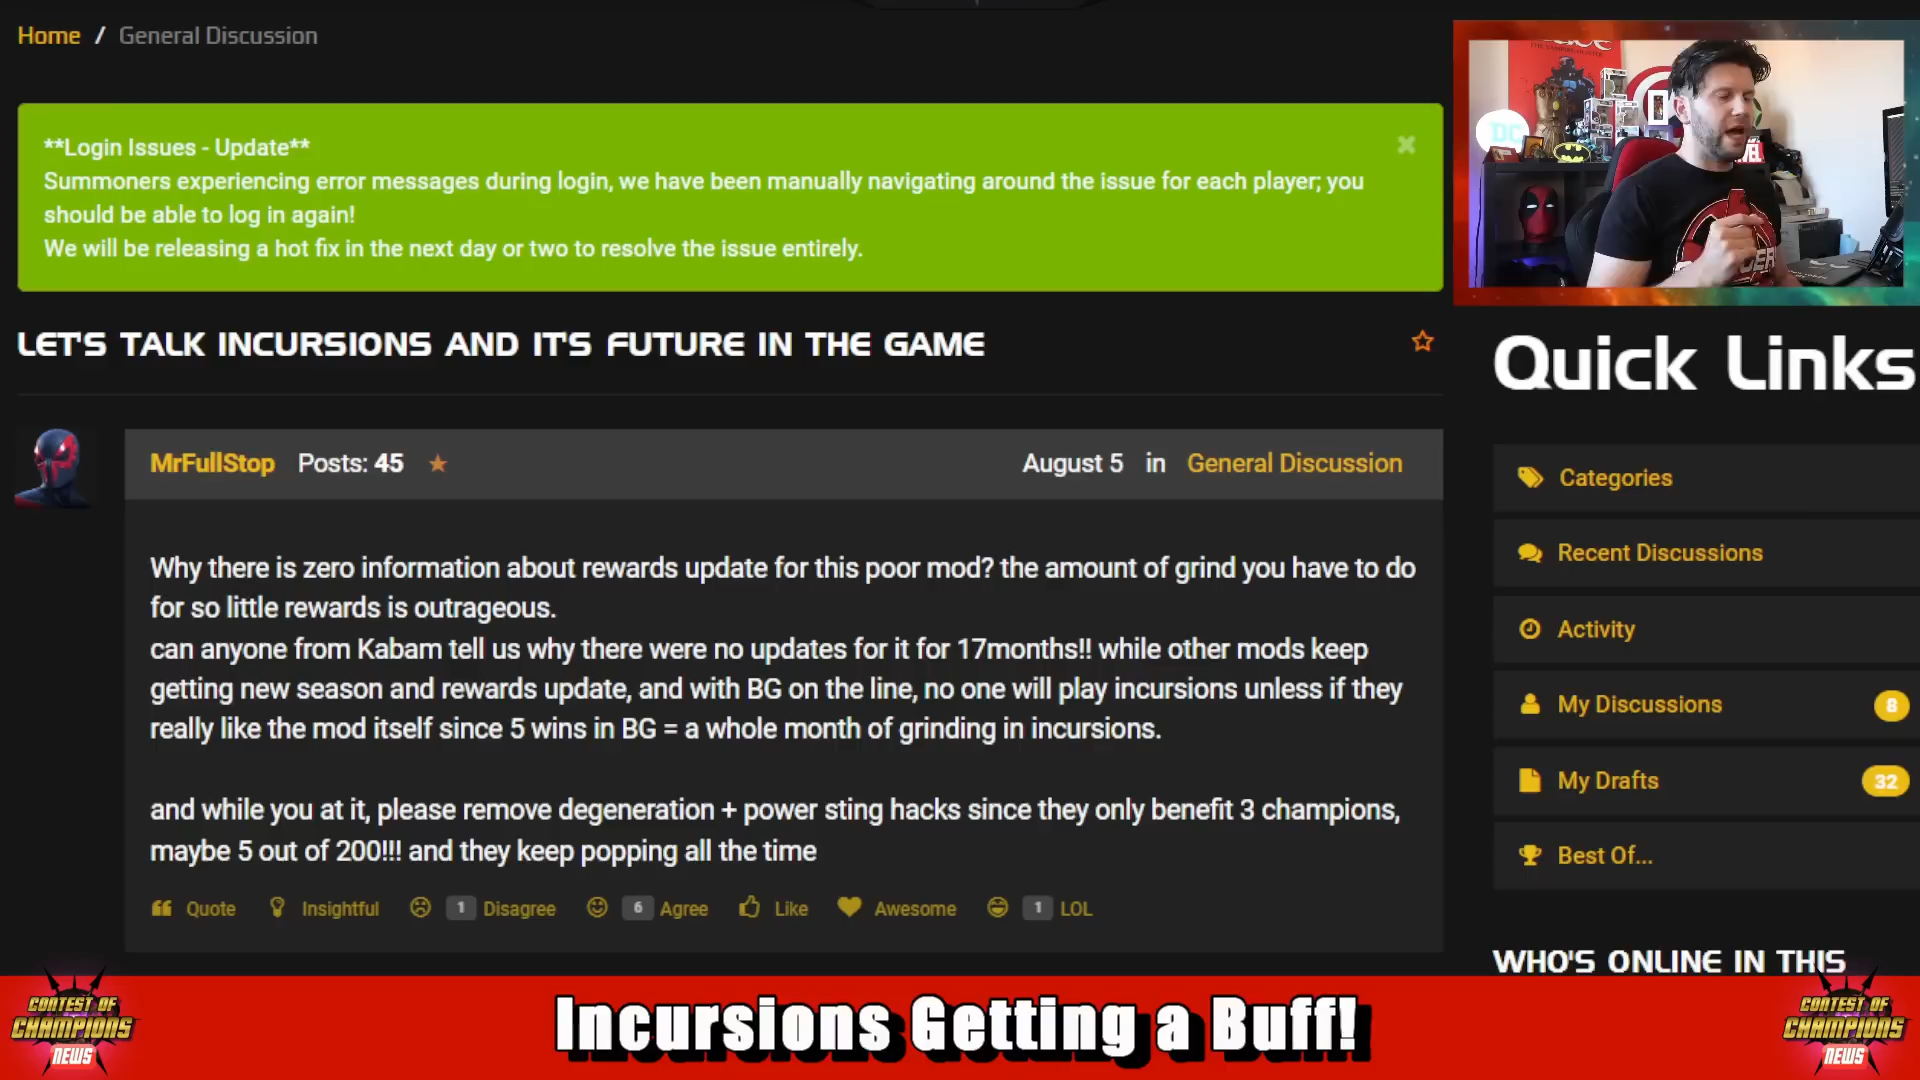 Home / General Discussion
**Login Issues - Update**
Summoners experiencing error messages during login, we have been manually navigating around the issue for each player; you
should be able to log in again!
We will be releasing a hot fix in the next day or two to resolve the issue entirely.
LET'S TALK INCURSIONS AND IT'S FUTURE IN THE GAME
MrFullStop Posts: 45
August 5 in General Discussion
Why there is zero information about rewards update for this poor mod? the amount of grind you have to do
for so little rewards is outrageous.
can anyone from Kabam tell us why there were no updates for it for 17months!! while other mods keep
getting new season and rewards update, and with BG on the line, no one will play incursions unless if they
really like the mod itself since 5 wins in BG = a whole month of grinding in incursions.
and while you at it, please remove degeneration + power sting hacks since they only benefit 3 champions,
maybe 5 out of 200!!! and they keep popping all the time
Quote Insightful 1 Disagree 6 Agree Like Awesome 1 LOL
DC
Quick Links
Categories
Recent Discussions
Activity
My Discussions 8
My Drafts 32
Best Of...
WHO'S ONLINE IN THIS
CONTEST OF
CHAMPIONS
NEWS
Incursions Getting a Buff!
CONTEST OF
CHAMPIONS
NEWS